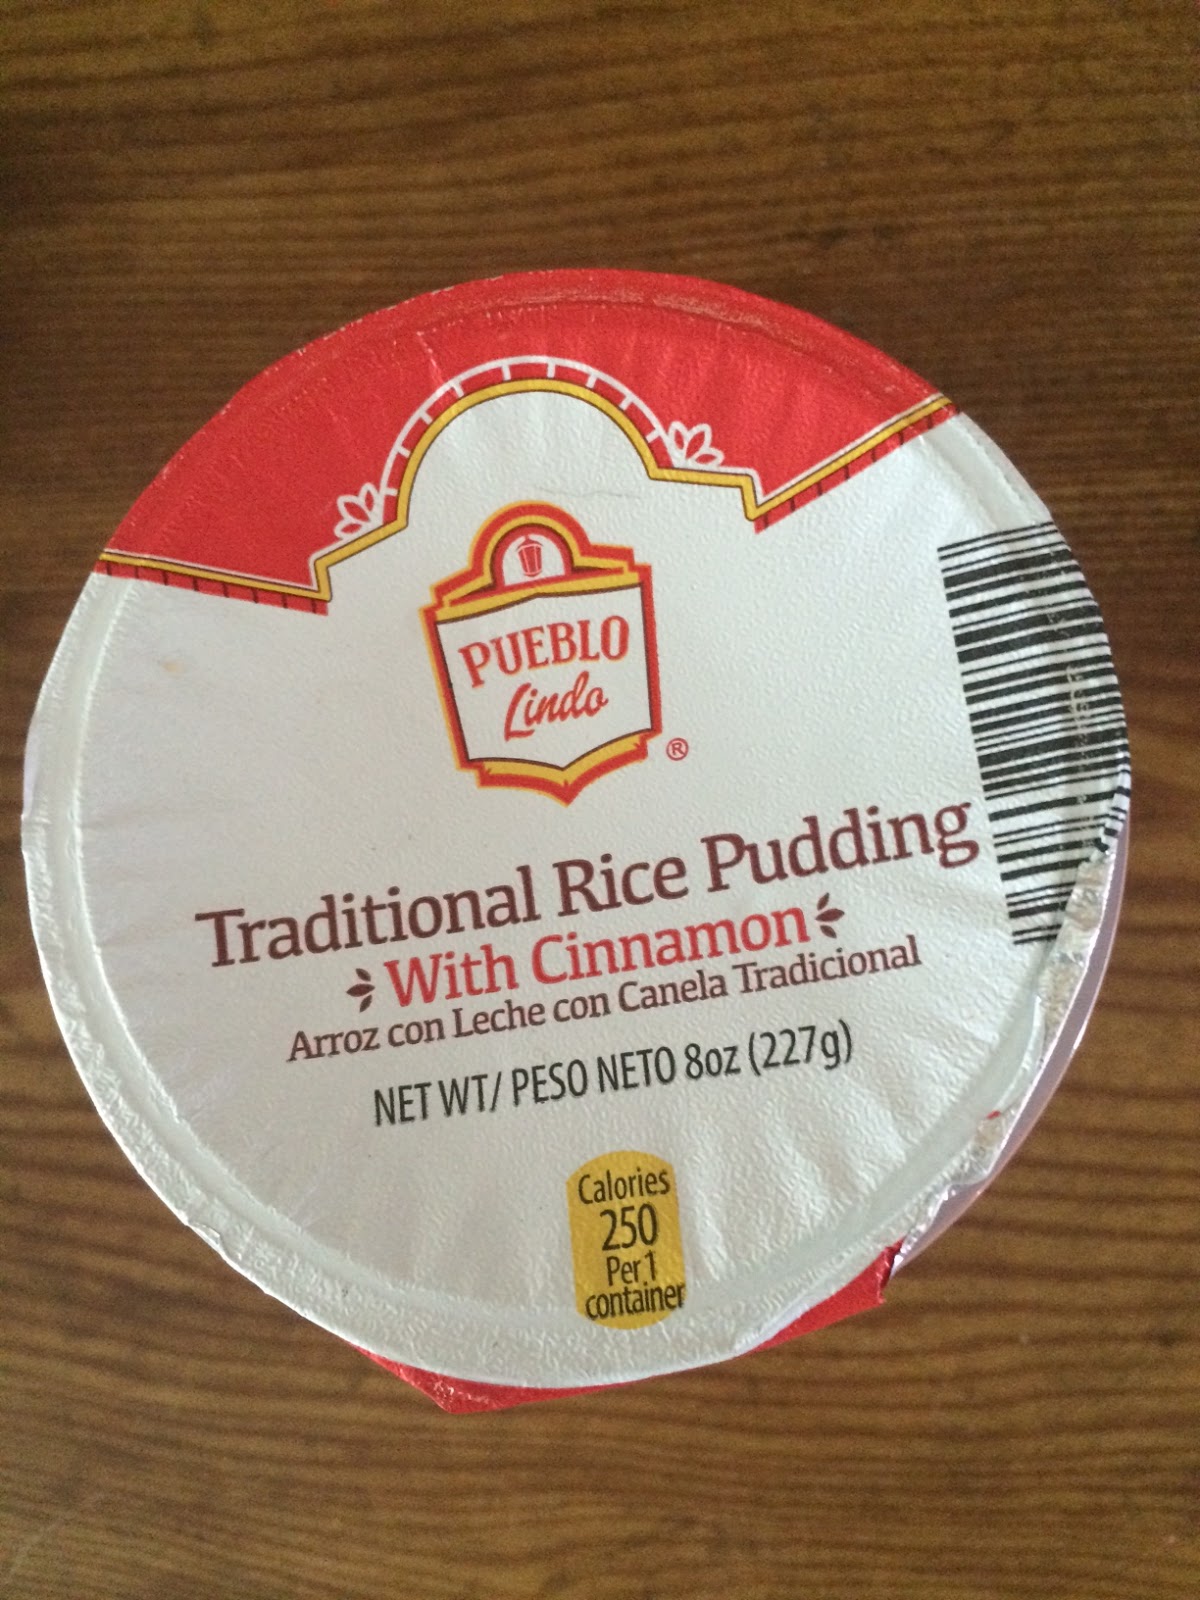 PUEBLO
Lindo
®
Traditional Rice Pudding
With Cinnamon
Arroz con Leche con Canela Tradicional
NET WT/ PESO NETO 8oz (227g)
Calories
250
Per 1
container